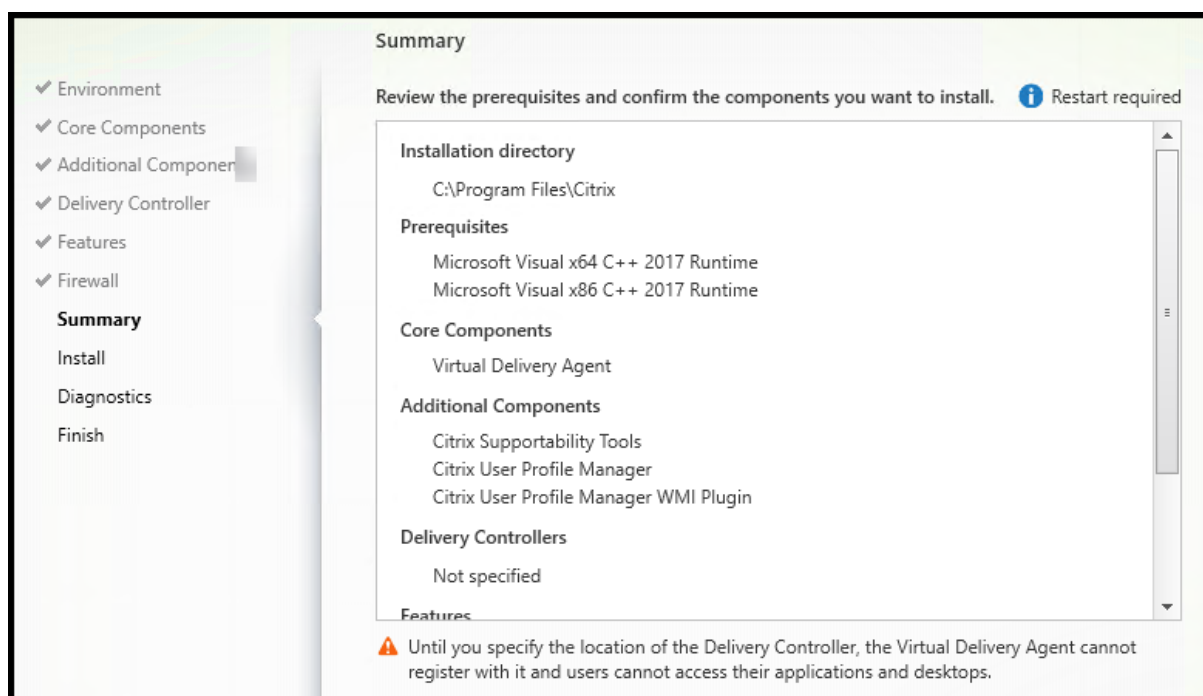 Summary
Environment
Core Components
Additional Componen
Delivery Controller
Features
Firewall
Summary
Install
Diagnostics
Finish
Review the prerequisites and confirm the components you want to install.
Restart required
Installation directory
C:\Program Files\Citrix
Prerequisites
Microsoft Visual x64 C++ 2017 Runtime
Microsoft Visual x86 C++ 2017 Runtime
Core Components
Virtual Delivery Agent
Additional Components
Citrix Supportability Tools
Citrix User Profile Manager
Citrix User Profile Manager WMI Plugin
Delivery Controllers
Not specified
Features
Until you specify the location of the Delivery Controller, the Virtual Delivery Agent cannot
register with it and users cannot access their applications and desktops.